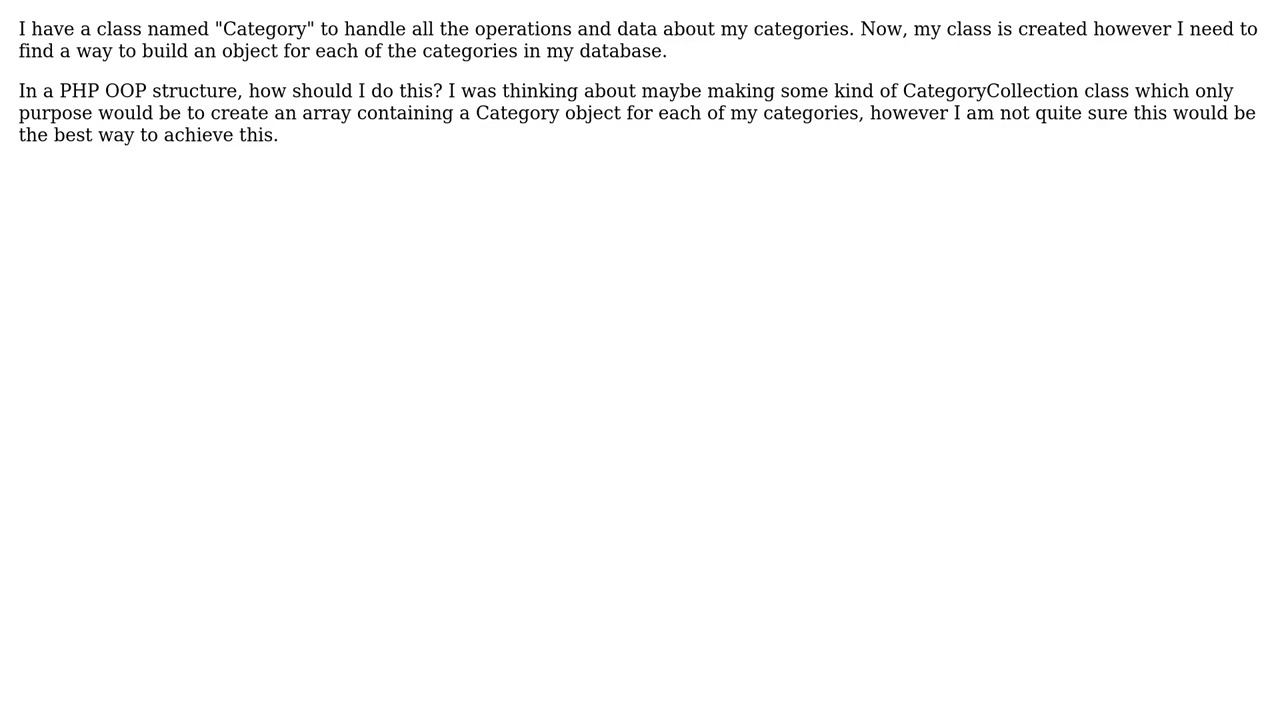 I have a class named "Category" to handle all the operations and data about my categories. Now, my class is created however I need to
find a way to build an object for each of the categories in my database.
In a PHP OOP structure, how should I do this? I was thinking about maybe making some kind of CategoryCollection class which only
purpose would be to create an array containing a Category object for each of my categories, however I am not quite sure this would be
the best way to achieve this.